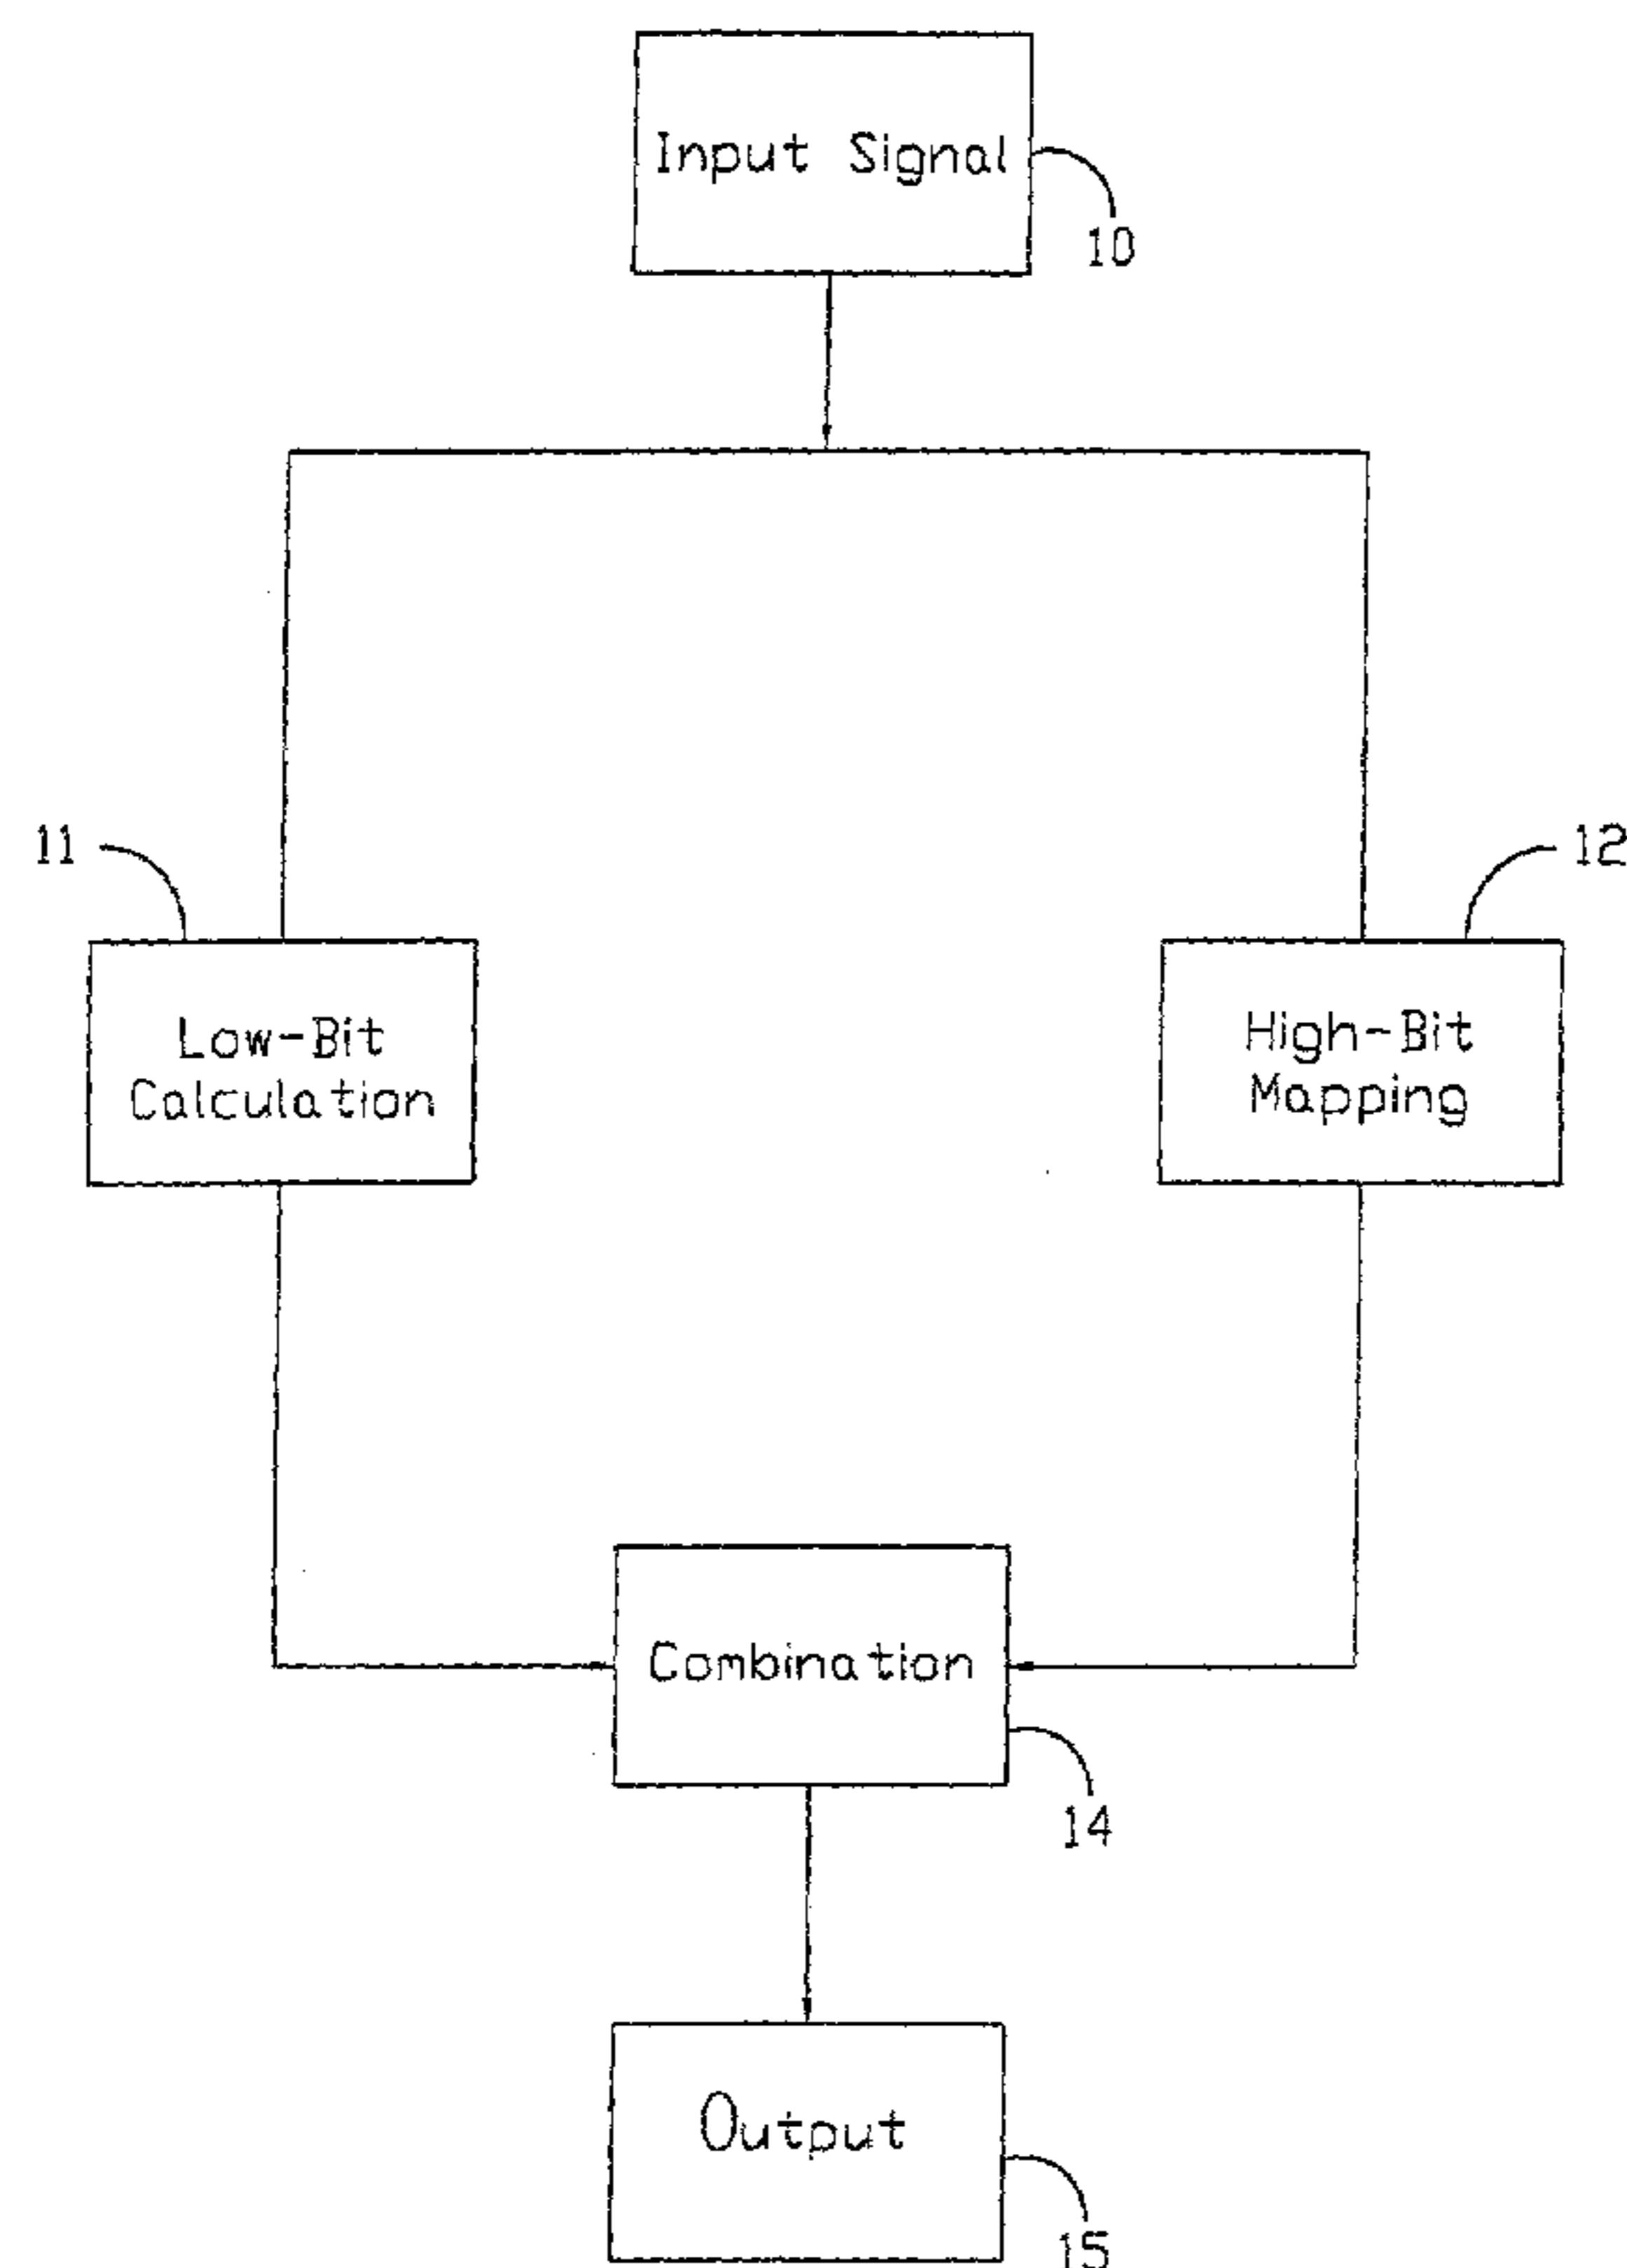 Input Signal
10
11
12
Low-Bit
Calculation
High-Bit
Mapping
Combination
14
Output
15